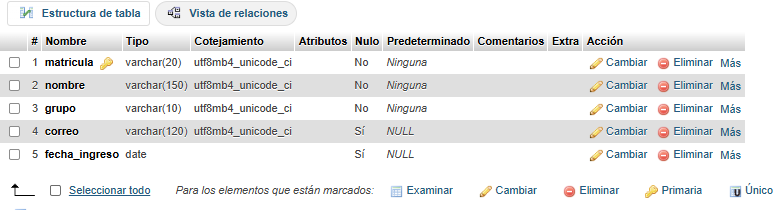 Estructura de tabla Vista de relaciones
# Nombre Tipo Cotejamiento Atributos Nulo Predeterminado Comentarios Extra Acción
1 matricula varchar(20) utf8mb4_unicode_ci No Ninguna Cambiar Eliminar Más
2 nombre varchar(150) utf8mb4_unicode_ci No Ninguna Cambiar Eliminar Más
3 grupo varchar(10) utf8mb4_unicode_ci No Ninguna Cambiar Eliminar Más
4 correo varchar(120) utf8mb4_unicode_ci Sí NULL Cambiar Eliminar Más
5 fecha_ingreso date Sí NULL Cambiar Eliminar Más
Seleccionar todo Para los elementos que están marcados: Examinar Cambiar Eliminar Primaria Único